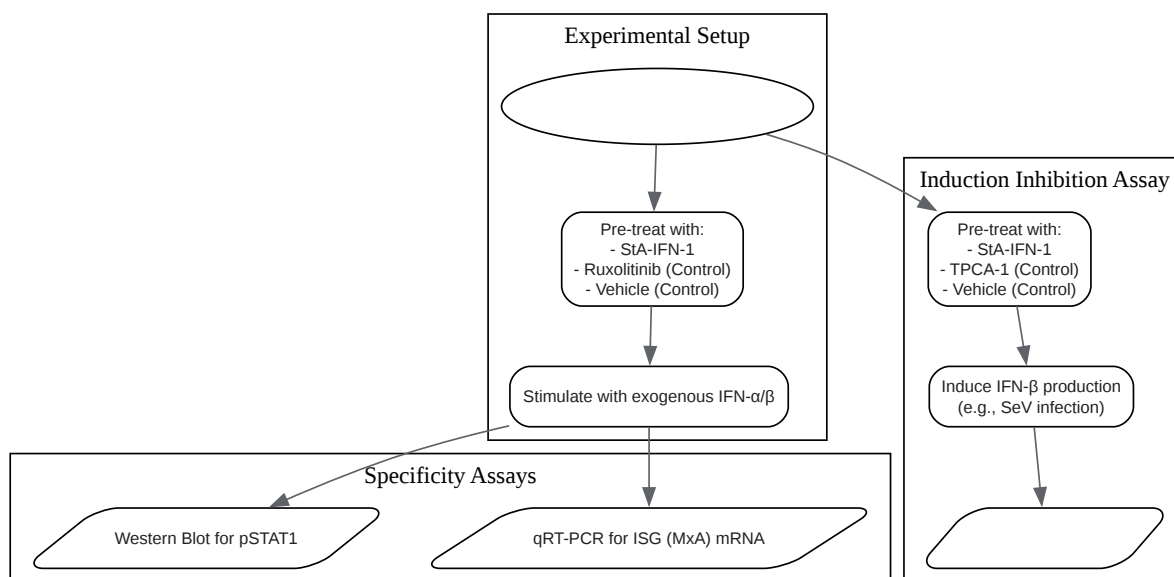 Experimental Setup
Pre-treat with:
- StA-IFN-1
- Ruxolitinib (Control)
- Vehicle (Control)
Stimulate with exogenous IFN-α/β
Induction Inhibition Assay
Pre-treat with:
- StA-IFN-1
- TPCA-1 (Control)
- Vehicle (Control)
Induce IFN-β production
(e.g., SeV infection)
Specificity Assays
Western Blot for pSTAT1
qRT-PCR for ISG (MxA) mRNA